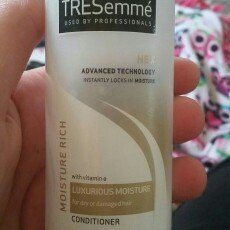 TRESemmé
USED BY PROFESSIONALS
NEW
ADVANCED TECHNOLOGY
INSTANTLY LOCKS IN MOISTURE
MOISTURE RICH
with vitamin e
LUXURIOUS MOISTURE
for dry or damaged hair
CONDITIONER